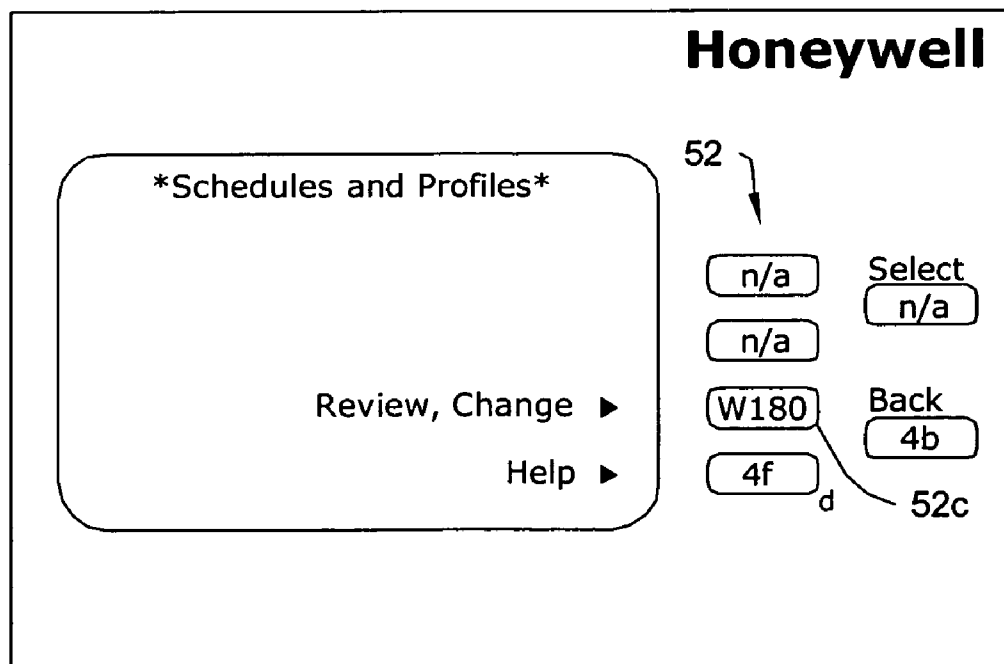 Honeywell
52
*Schedules and Profiles*
n/a
Select
n/a
n/a
Review, Change ►
W180
Back
4b
Help ►
4f
d
52c